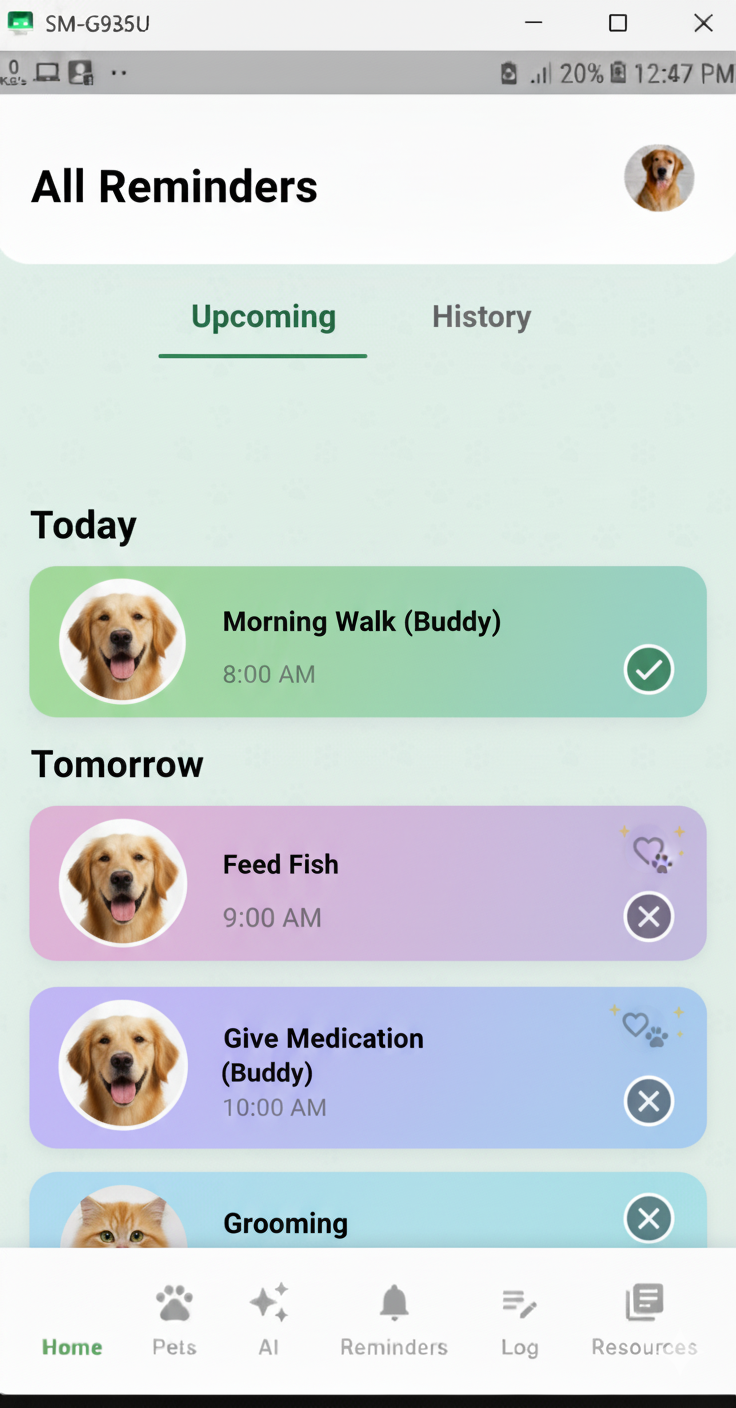 SM-G935U
0
20% 12:47 PM
All Reminders
Upcoming History
Today
Morning Walk (Buddy)
8:00 AM
Tomorrow
Feed Fish
9:00 AM
Give Medication
(Buddy)
10:00 AM
Grooming
Home Pets AI Reminders Log Resources